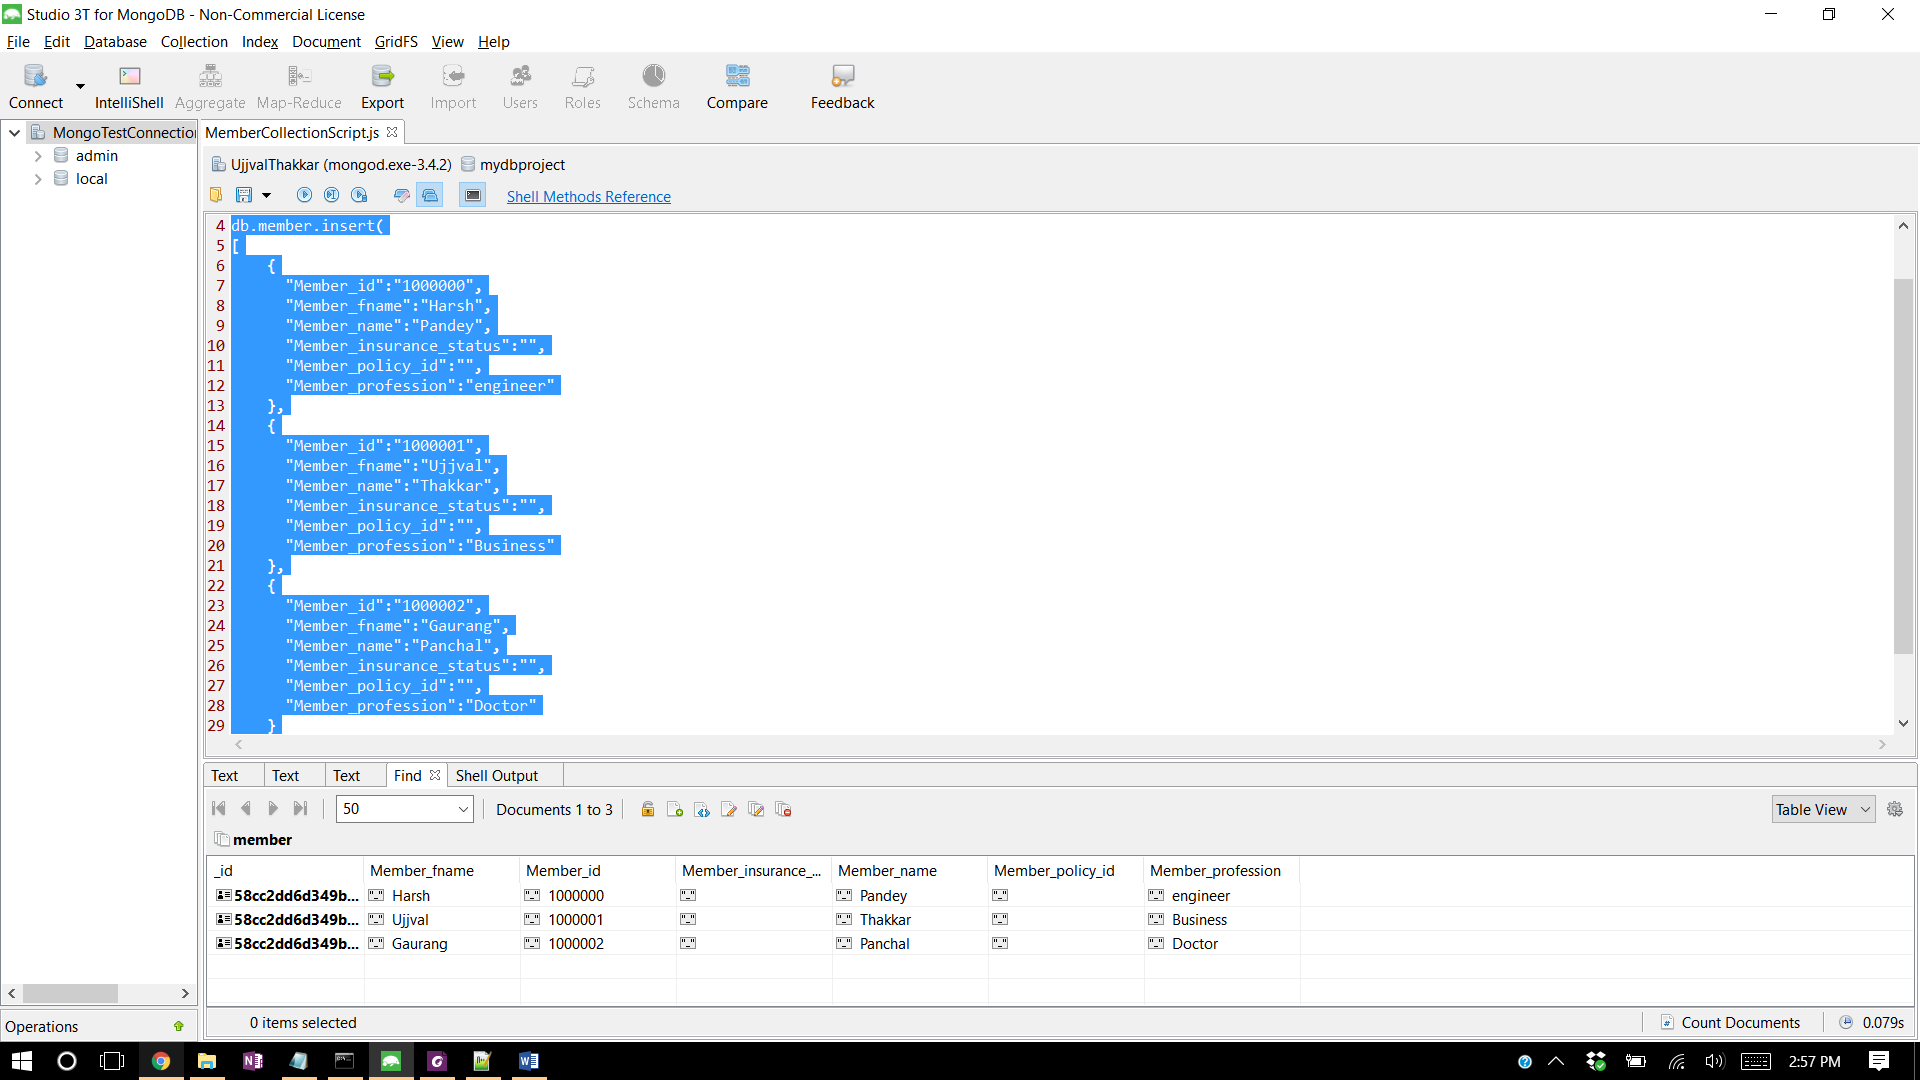 Studio 3T for MongoDB - Non-Commercial License
File Edit Database Collection Index Document GridFS View Help
Connect IntelliShell Aggregate Map-Reduce Export Import Users Roles Schema Compare Feedback
MongoTestConnection
admin
local
MemberCollectionScript.js
UjjvalThakkar (mongod.exe-3.4.2) mydbproject
Shell Methods Reference
4 db.member.insert(
5 [
6 {
7 "Member_id":"1000000",
8 "Member_fname":"Harsh",
9 "Member_name":"Pandey",
10 "Member_insurance_status":"",
11 "Member_policy_id":"",
12 "Member_profession":"engineer"
13 },
14 {
15 "Member_id":"1000001",
16 "Member_fname":"Ujjval",
17 "Member_name":"Thakkar",
18 "Member_insurance_status":"",
19 "Member_policy_id":"",
20 "Member_profession":"Business"
21 },
22 {
23 "Member_id":"1000002",
24 "Member_fname":"Gaurang",
25 "Member_name":"Panchal",
26 "Member_insurance_status":"",
27 "Member_policy_id":"",
28 "Member_profession":"Doctor"
29 }
Text Text Text Find Shell Output
50 Documents 1 to 3 Table View
member
_id Member_fname Member_id Member_insurance_... Member_name Member_policy_id Member_profession
58cc2dd6d349b... Harsh 1000000 Pandey engineer
58cc2dd6d349b... Ujjval 1000001 Thakkar Business
58cc2dd6d349b... Gaurang 1000002 Panchal Doctor
0 items selected Count Documents 0.079s
Operations
2:57 PM